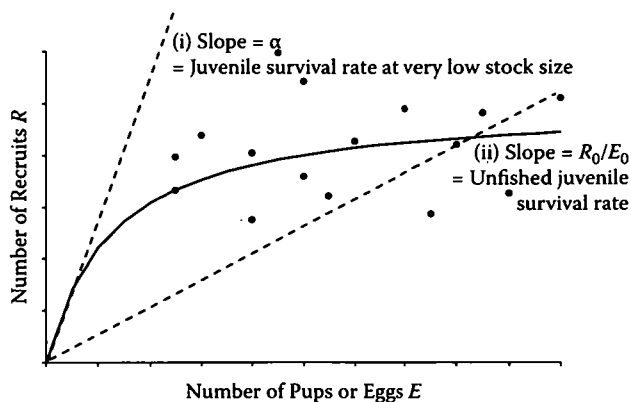 (i) Slope = α
= Juvenile survival rate at very low stock size
(ii) Slope = R₀/E₀
= Unfished juvenile
survival rate
Number of Recruits R
Number of Pups or Eggs E